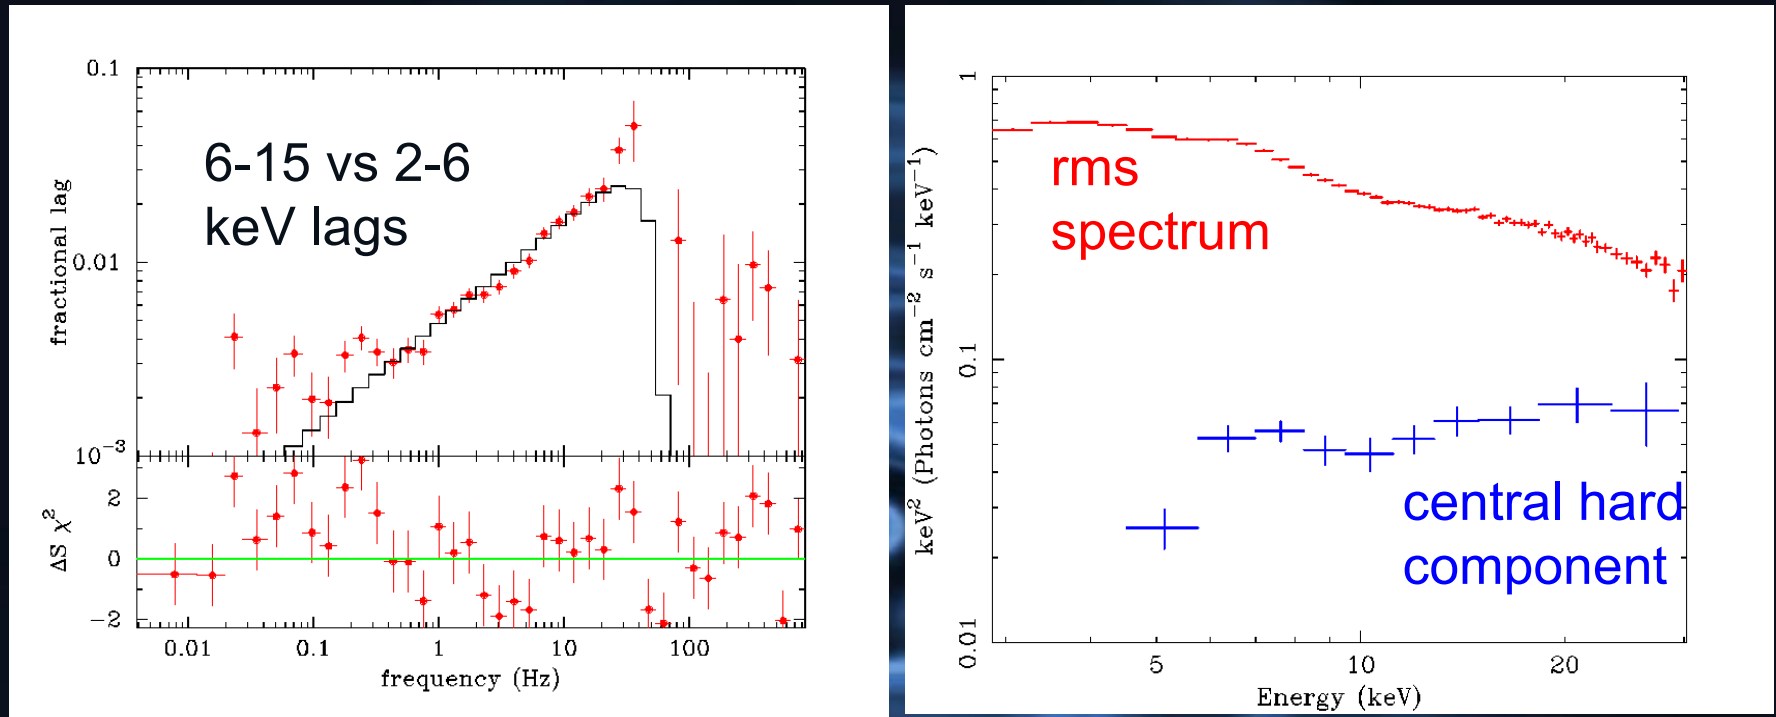 0.1
6-15 vs 2-6
keV lags
fractional lag
0.01
10⁻³
2
0
−2
ΔS χ²
0.01 0.1 1 10 100
frequency (Hz)
1
rms
spectrum
keV² (Photons cm⁻² s⁻¹ keV⁻¹)
0.1
central hard
component
0.01
5 10 20
Energy (keV)